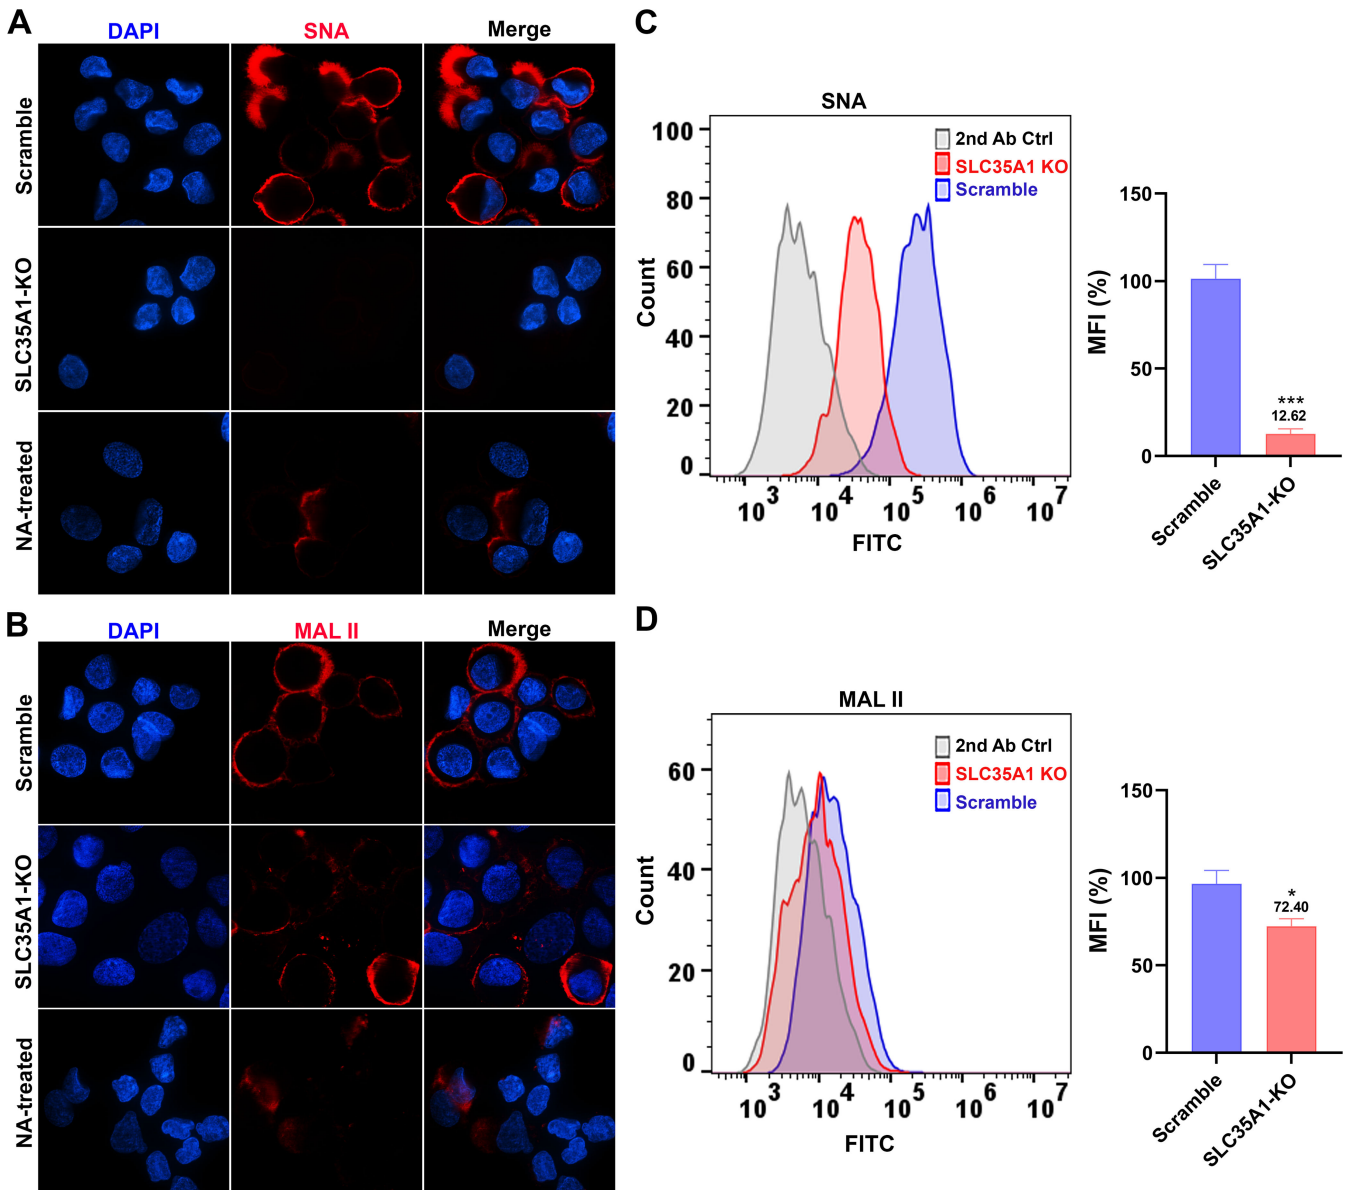 A
DAPI
SNA
Merge
Scramble
SLC35A1-KO
NA-treated
B
DAPI
MAL II
Merge
Scramble
SLC35A1-KO
NA-treated
C
SNA
2nd Ab Ctrl
SLC35A1 KO
Scramble
Count
100
80
60
40
20
0
10^3 10^4 10^5 10^6 10^7
FITC
MFI (%)
150
100
50
0
***
12.62
Scramble
SLC35A1-KO
D
MAL II
2nd Ab Ctrl
SLC35A1 KO
Scramble
Count
60
40
20
0
10^3 10^4 10^5 10^6 10^7
FITC
MFI (%)
150
100
50
0
*
72.40
Scramble
SLC35A1-KO